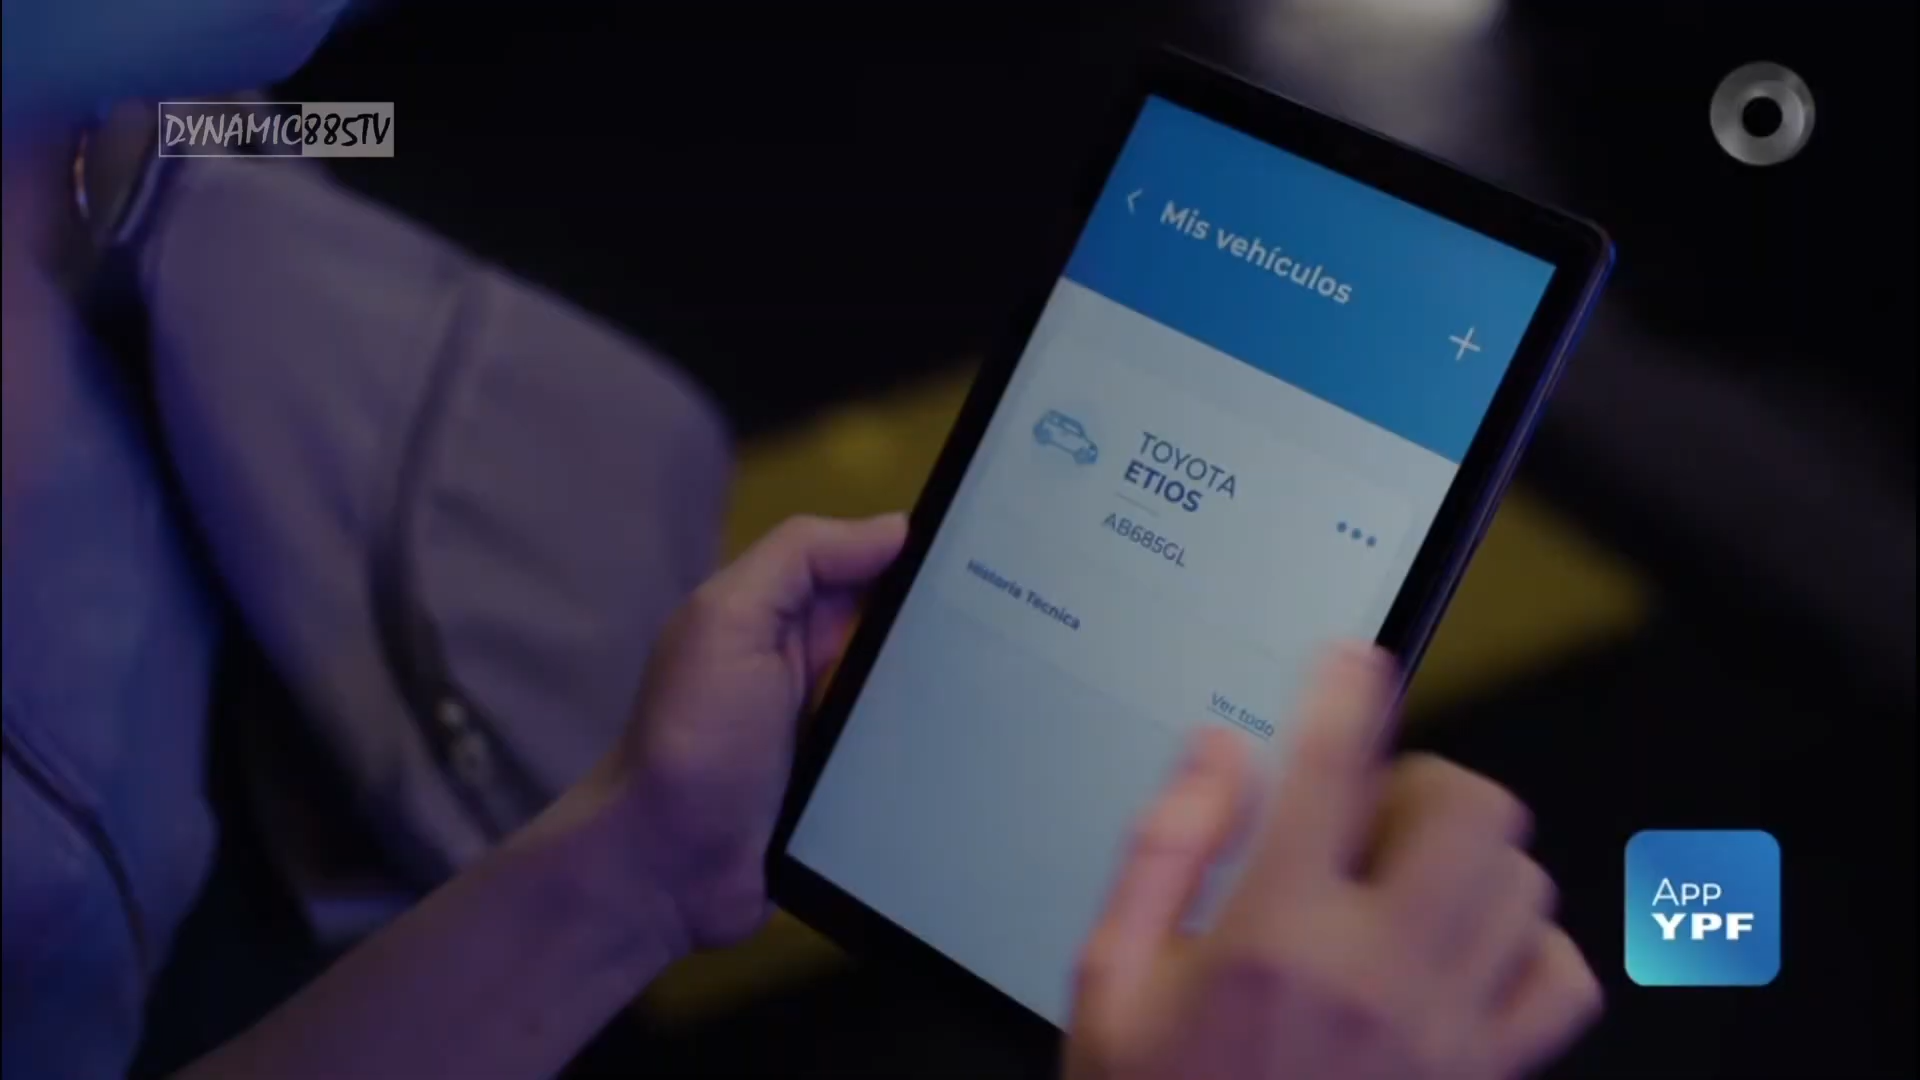 DYNAMIC885TV
Mis vehículos
TOYOTA
ETIOS
AB685GL
Historia Técnica
Ver todo
APP
YPF